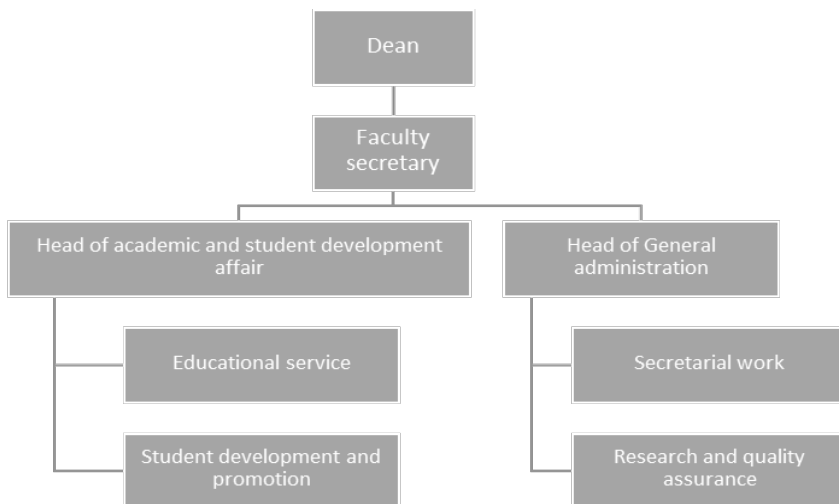 Dean
Faculty
secretary
Head of academic and student development
affair
Head of General
administration
Educational service
Secretarial work
Student development and
promotion
Research and quality
assurance